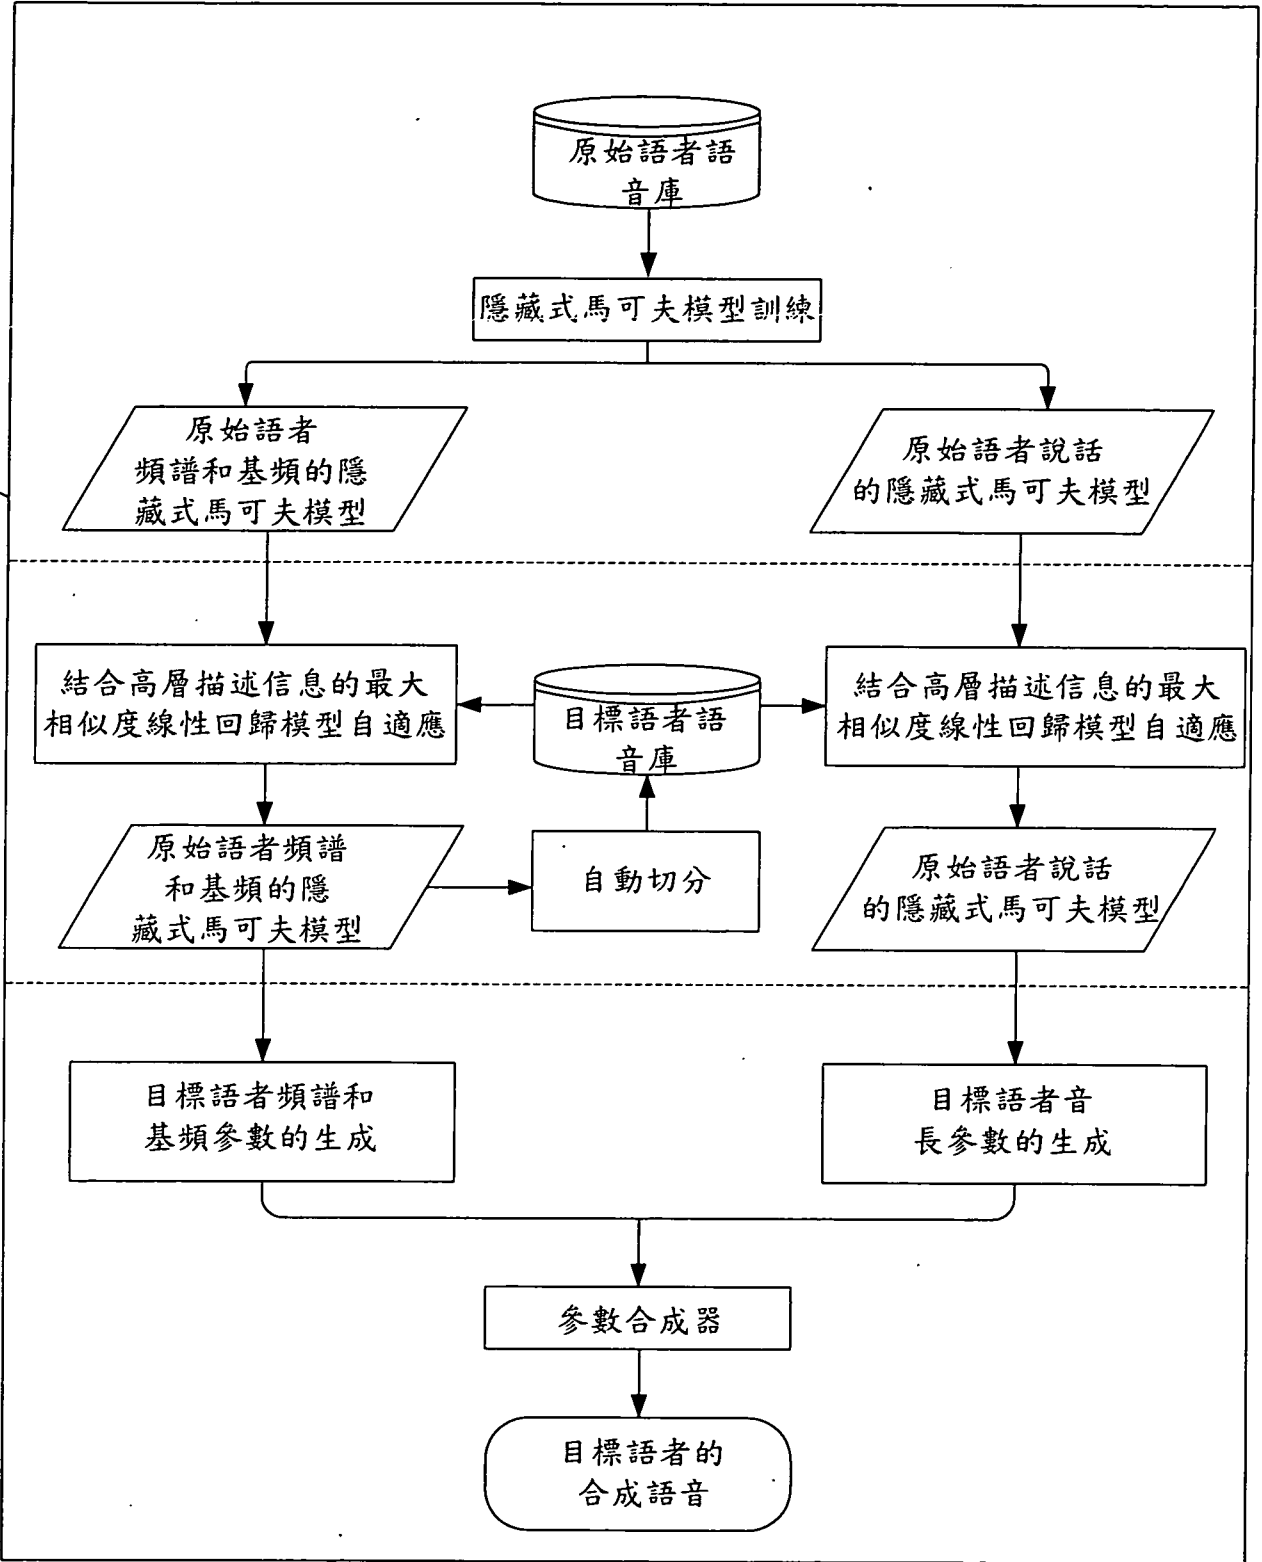 原始語者語
音庫
隱藏式馬可夫模型訓練
原始語者
頻譜和基頻的隱
藏式馬可夫模型
原始語者說話
的隱藏式馬可夫模型
結合高層描述信息的最大
相似度線性回歸模型自適應
目標語者語
音庫
結合高層描述信息的最大
相似度線性回歸模型自適應
原始語者頻譜
和基頻的隱
藏式馬可夫模型
自動切分
原始語者說話
的隱藏式馬可夫模型
目標語者頻譜和
基頻參數的生成
目標語者音
長參數的生成
參數合成器
目標語者的
合成語音